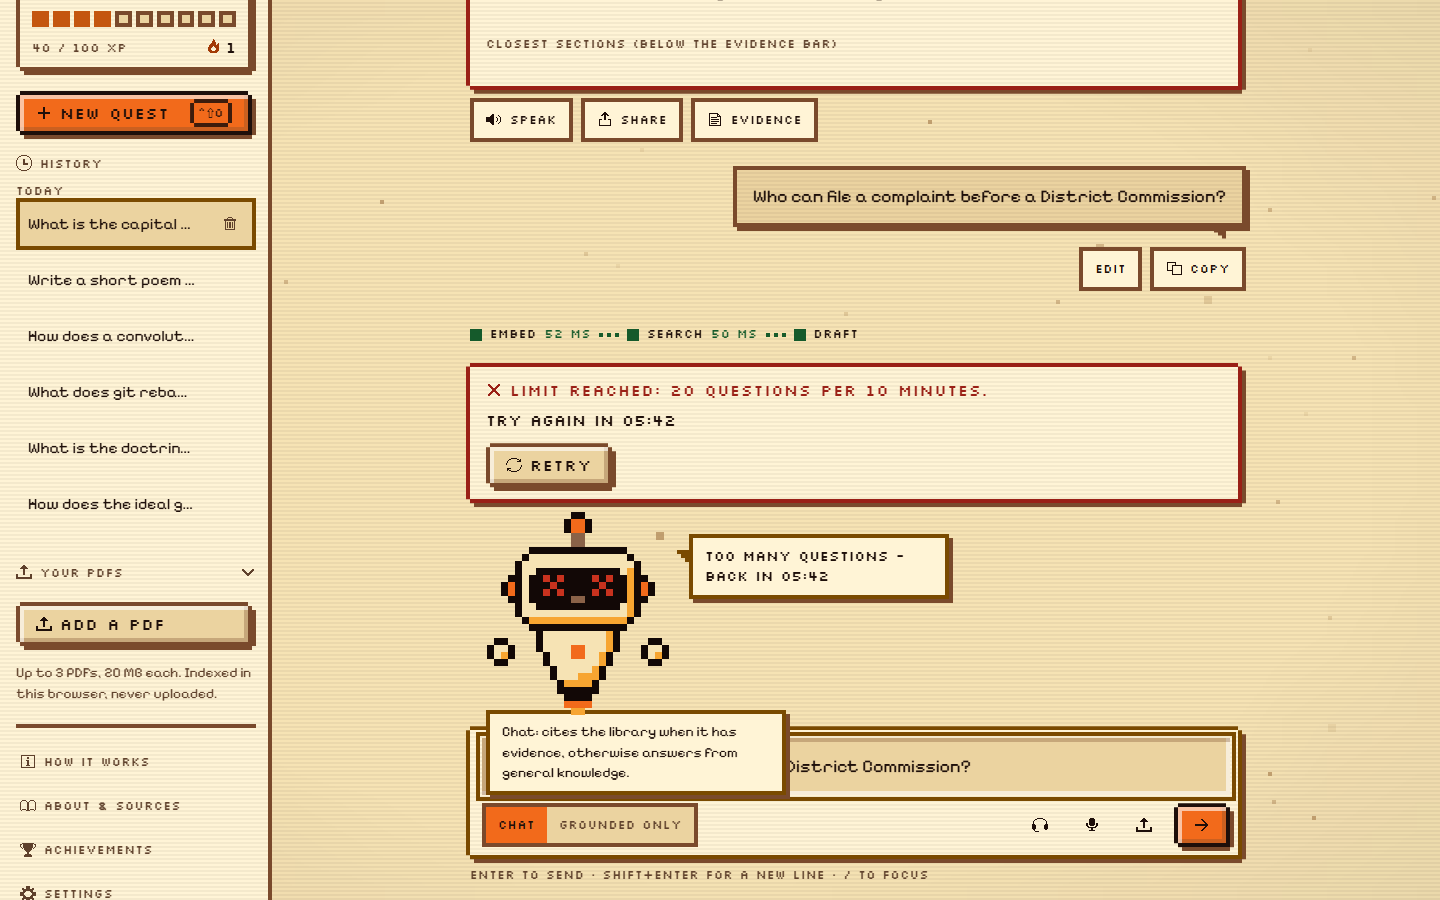 40 / 100 XP
1
+ NEW QUEST ^⇧O
HISTORY
TODAY
What is the capital ...
Write a short poem ...
How does a convolut...
What does git reba...
What is the doctrin...
How does the ideal g...
YOUR PDFS
ADD A PDF
Up to 3 PDFs, 20 MB each. Indexed in
this browser, never uploaded.
HOW IT WORKS
ABOUT & SOURCES
ACHIEVEMENTS
SETTINGS
CLOSEST SECTIONS (BELOW THE EVIDENCE BAR)
SPEAK
SHARE
EVIDENCE
Who can file a complaint before a District Commission?
EDIT
COPY
EMBED 52 MS SEARCH 50 MS DRAFT
LIMIT REACHED: 20 QUESTIONS PER 10 MINUTES.
TRY AGAIN IN 05:42
RETRY
TOO MANY QUESTIONS -
BACK IN 05:42
Chat: cites the library when it has
evidence, otherwise answers from
general knowledge.
District Commission?
CHAT
GROUNDED ONLY
ENTER TO SEND · SHIFT+ENTER FOR A NEW LINE · / TO FOCUS